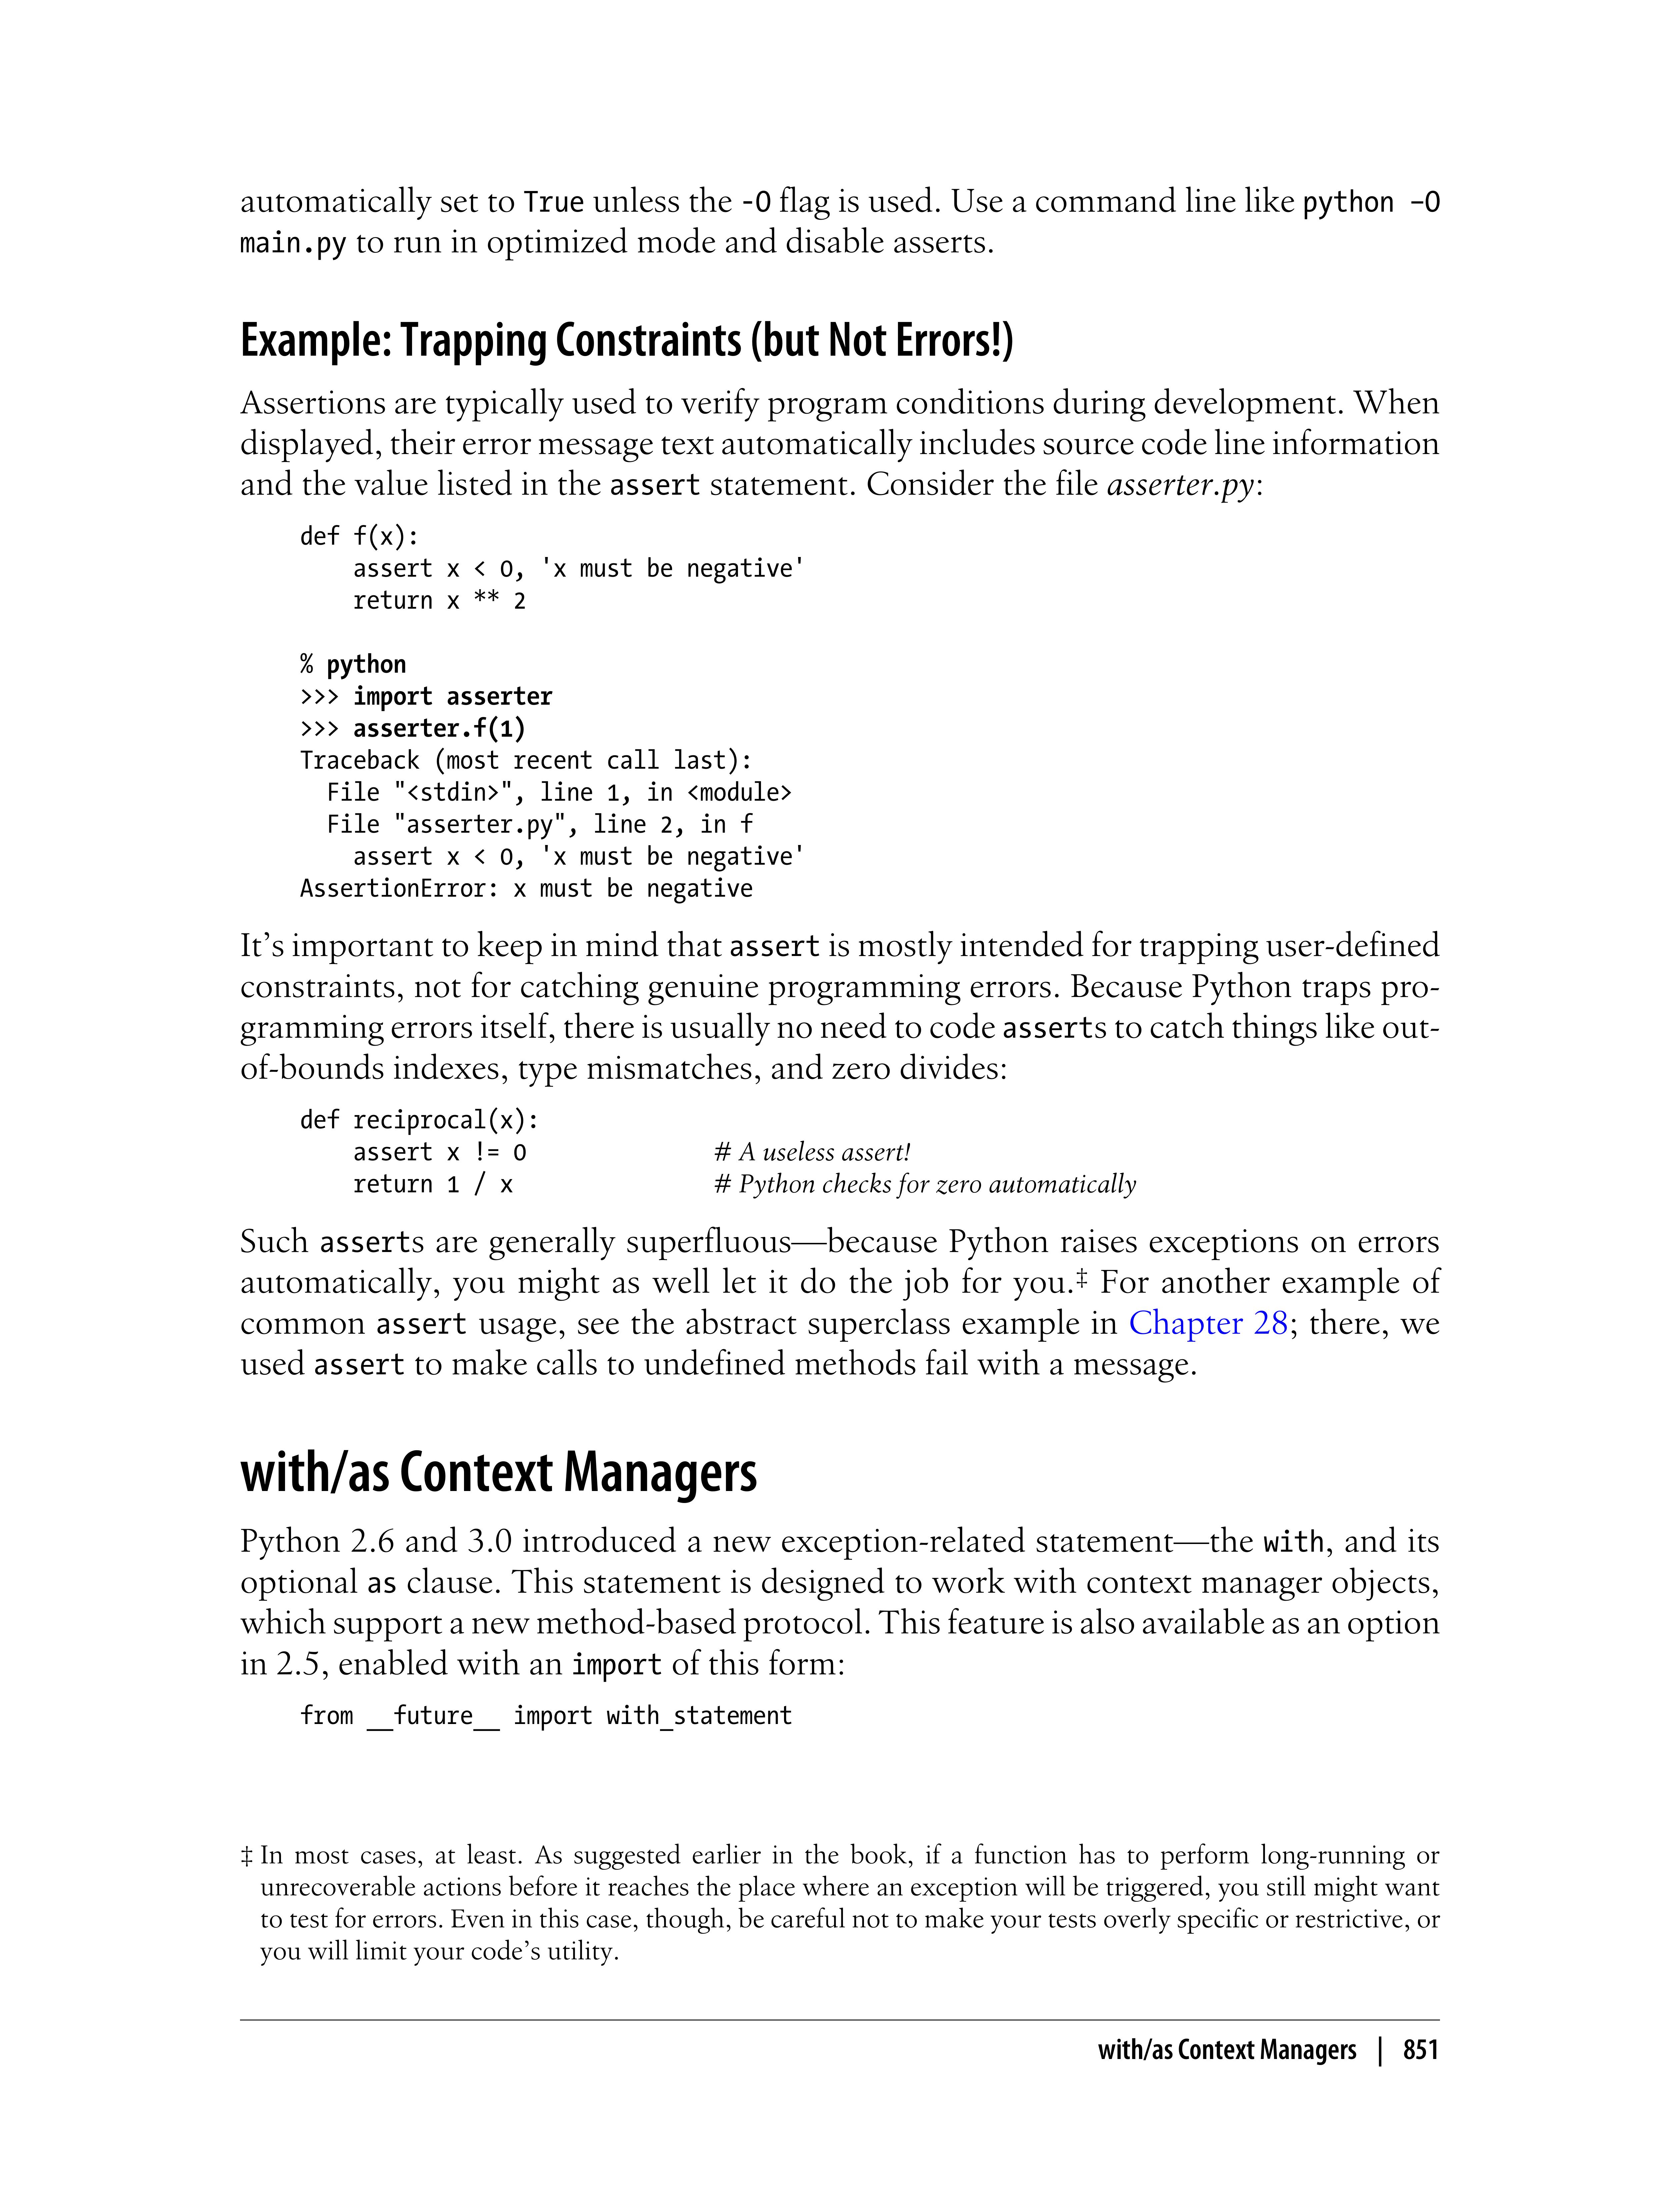 automatically set to True unless the -O flag is used. Use a command line like python –O
main.py to run in optimized mode and disable asserts.
Example: Trapping Constraints (but Not Errors!)
Assertions are typically used to verify program conditions during development. When
displayed, their error message text automatically includes source code line information
and the value listed in the assert statement. Consider the file asserter.py:
def f(x):
    assert x < 0, 'x must be negative'
    return x ** 2
% python
>>> import asserter
>>> asserter.f(1)
Traceback (most recent call last):
  File "<stdin>", line 1, in <module>
  File "asserter.py", line 2, in f
    assert x < 0, 'x must be negative'
AssertionError: x must be negative
It’s important to keep in mind that assert is mostly intended for trapping user-defined
constraints, not for catching genuine programming errors. Because Python traps pro-
gramming errors itself, there is usually no need to code asserts to catch things like out-
of-bounds indexes, type mismatches, and zero divides:
def reciprocal(x):
    assert x != 0              # A useless assert!
    return 1 / x               # Python checks for zero automatically
Such asserts are generally superfluous—because Python raises exceptions on errors
automatically, you might as well let it do the job for you.‡ For another example of
common assert usage, see the abstract superclass example in Chapter 28; there, we
used assert to make calls to undefined methods fail with a message.
with/as Context Managers
Python 2.6 and 3.0 introduced a new exception-related statement—the with, and its
optional as clause. This statement is designed to work with context manager objects,
which support a new method-based protocol. This feature is also available as an option
in 2.5, enabled with an import of this form:
from __future__ import with_statement
‡ In most cases, at least. As suggested earlier in the book, if a function has to perform long-running or
unrecoverable actions before it reaches the place where an exception will be triggered, you still might want
to test for errors. Even in this case, though, be careful not to make your tests overly specific or restrictive, or
you will limit your code’s utility.
with/as Context Managers | 851